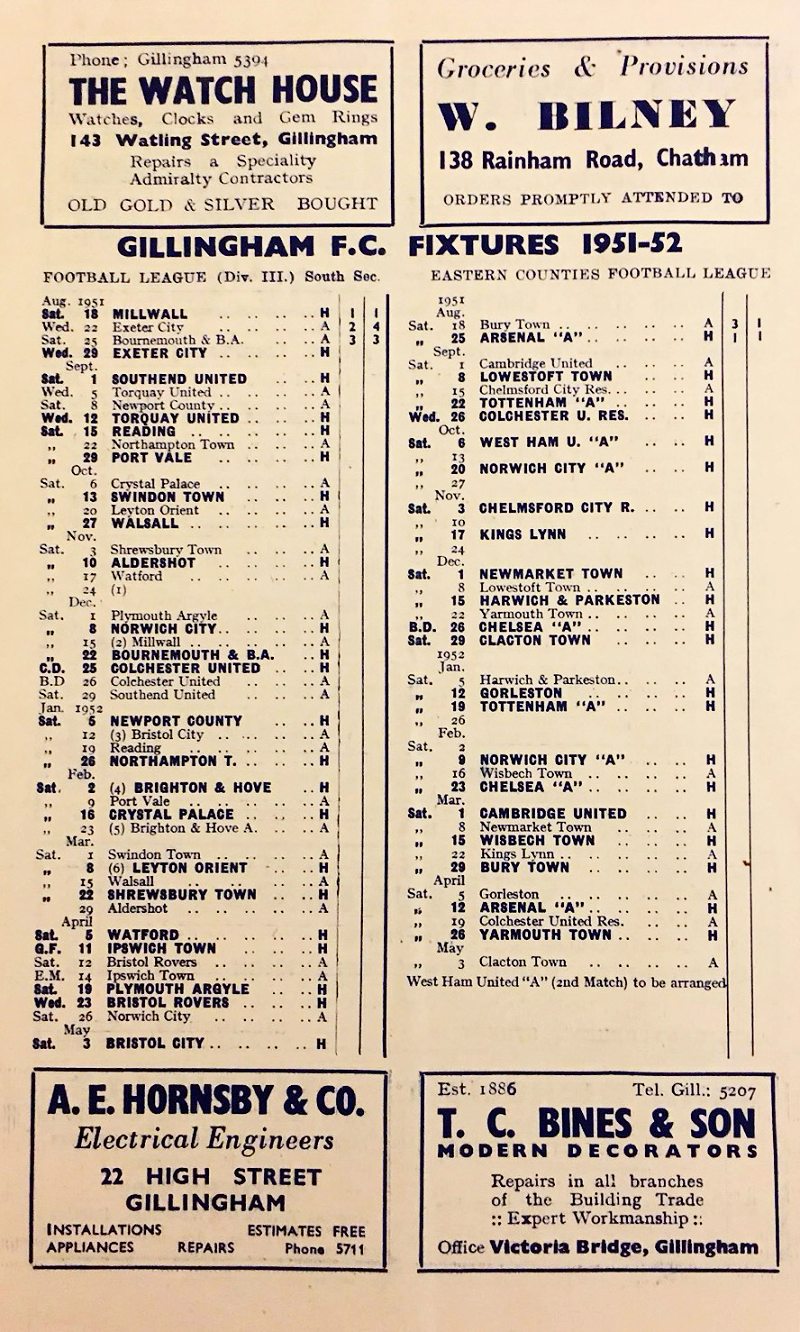 Phone ; Gillingham 5394
THE WATCH HOUSE
Watches, Clocks and Gem Rings
143 Watling Street, Gillingham
Repairs a Speciality
Admiralty Contractors
OLD GOLD & SILVER BOUGHT
Groceries & Provisions
W. BILNEY
138 Rainham Road, Chatham
ORDERS PROMPTLY ATTENDED TO
GILLINGHAM F.C. FIXTURES 1951-52
FOOTBALL LEAGUE (Div. III.) South Sec.
Aug. 1951
Sat. 18 MILLWALL .. .. .. .. H 1 1
Wed. 22 Exeter City .. .. .. .. A 2 4
Sat. 25 Bournemouth & B.A. .. .. A 3 3
Wed. 29 EXETER CITY .. .. .. H
Sept.
Sat. 1 SOUTHEND UNITED .. .. H
Wed. 5 Torquay United .. .. .. A
Sat. 8 Newport County .. .. .. A
Wed. 12 TORQUAY UNITED .. .. H
Sat. 15 READING .. .. .. .. H
,, 22 Northampton Town .. .. A
,, 29 PORT VALE .. .. .. H
Oct.
Sat. 6 Crystal Palace .. .. .. A
,, 13 SWINDON TOWN .. .. H
,, 20 Leyton Orient .. .. .. A
,, 27 WALSALL .. .. .. .. H
Nov.
Sat. 3 Shrewsbury Town .. .. A
,, 10 ALDERSHOT .. .. .. H
,, 17 Watford .. .. .. .. A
,, 24 (1)
Dec.
Sat. 1 Plymouth Argyle .. .. .. A
,, 8 NORWICH CITY .. .. .. H
,, 15 (2) Millwall .. .. .. .. A
,, 22 BOURNEMOUTH & B.A. .. H
C.D. 25 COLCHESTER UNITED .. .. H
B.D 26 Colchester United .. .. A
Sat. 29 Southend United .. .. A
Jan. 1952
Sat. 5 NEWPORT COUNTY .. .. H
,, 12 (3) Bristol City .. .. .. A
,, 19 Reading .. .. .. .. A
,, 26 NORTHAMPTON T. .. .. H
Feb.
Sat. 2 (4) BRIGHTON & HOVE .. H
,, 9 Port Vale .. .. .. .. A
,, 16 CRYSTAL PALACE .. .. H
,, 23 (5) Brighton & Hove A. .. .. A
Mar.
Sat. 1 Swindon Town .. .. .. A
,, 8 (6) LEYTON ORIENT .. .. H
,, 15 Walsall .. .. .. .. A
,, 22 SHREWSBURY TOWN .. .. H
29 Aldershot .. .. .. .. A
April
Sat. 5 WATFORD .. .. .. .. H
G.F. 11 IPSWICH TOWN .. .. H
Sat. 12 Bristol Rovers .. .. .. A
E.M. 14 Ipswich Town .. .. .. A
Sat. 19 PLYMOUTH ARGYLE .. .. H
Wed. 23 BRISTOL ROVERS .. .. H
Sat. 26 Norwich City .. .. .. A
May
Sat. 3 BRISTOL CITY .. .. .. .. H
EASTERN COUNTIES FOOTBALL LEAGUE
1951
Aug.
Sat. 18 Bury Town .. .. .. .. A 3 1
,, 25 ARSENAL "A" .. .. .. H 1 1
Sept.
Sat. 1 Cambridge United .. .. A
,, 8 LOWESTOFT TOWN .. .. H
,, 15 Chelmsford City Res. .. .. A
,, 22 TOTTENHAM "A" .. .. H
Wed. 26 COLCHESTER U. RES. .. .. H
Oct.
Sat. 6 WEST HAM U. "A" .. .. H
,, 13
,, 20 NORWICH CITY "A" .. .. H
,, 27
Nov.
Sat. 3 CHELMSFORD CITY R. .. .. H
,, 10
,, 17 KINGS LYNN .. .. .. H
,, 24
Dec.
Sat. 1 NEWMARKET TOWN .. .. H
,, 8 Lowestoft Town .. .. .. A
,, 15 HARWICH & PARKESTON .. H
,, 22 Yarmouth Town .. .. .. A
B.D. 26 CHELSEA "A" .. .. .. H
Sat. 29 CLACTON TOWN .. .. H
1952
Jan.
Sat. 5 Harwich & Parkeston .. .. A
,, 12 GORLESTON .. .. .. H
,, 19 TOTTENHAM "A" .. .. H
,, 26
Feb.
Sat. 2
,, 9 NORWICH CITY "A" .. .. H
,, 16 Wisbech Town .. .. .. A
,, 23 CHELSEA "A" .. .. .. H
Mar.
Sat. 1 CAMBRIDGE UNITED .. .. H
,, 8 Newmarket Town .. .. A
,, 15 WISBECH TOWN .. .. H
,, 22 Kings Lynn .. .. .. .. A
,, 29 BURY TOWN .. .. .. H
April
Sat. 5 Gorleston .. .. .. .. A
,, 12 ARSENAL "A" .. .. .. H
,, 19 Colchester United Res. .. .. A
,, 26 YARMOUTH TOWN .. .. H
May
,, 3 Clacton Town .. .. .. A
West Ham United "A" (2nd Match) to be arranged
A. E. HORNSBY & CO.
Electrical Engineers
22 HIGH STREET
GILLINGHAM
INSTALLATIONS ESTIMATES FREE
APPLIANCES REPAIRS Phone 5711
Est. 1886 Tel. Gill.: 5207
T. C. BINES & SON
MODERN DECORATORS
Repairs in all branches
of the Building Trade
:: Expert Workmanship ::
Office Victoria Bridge, Gillingham